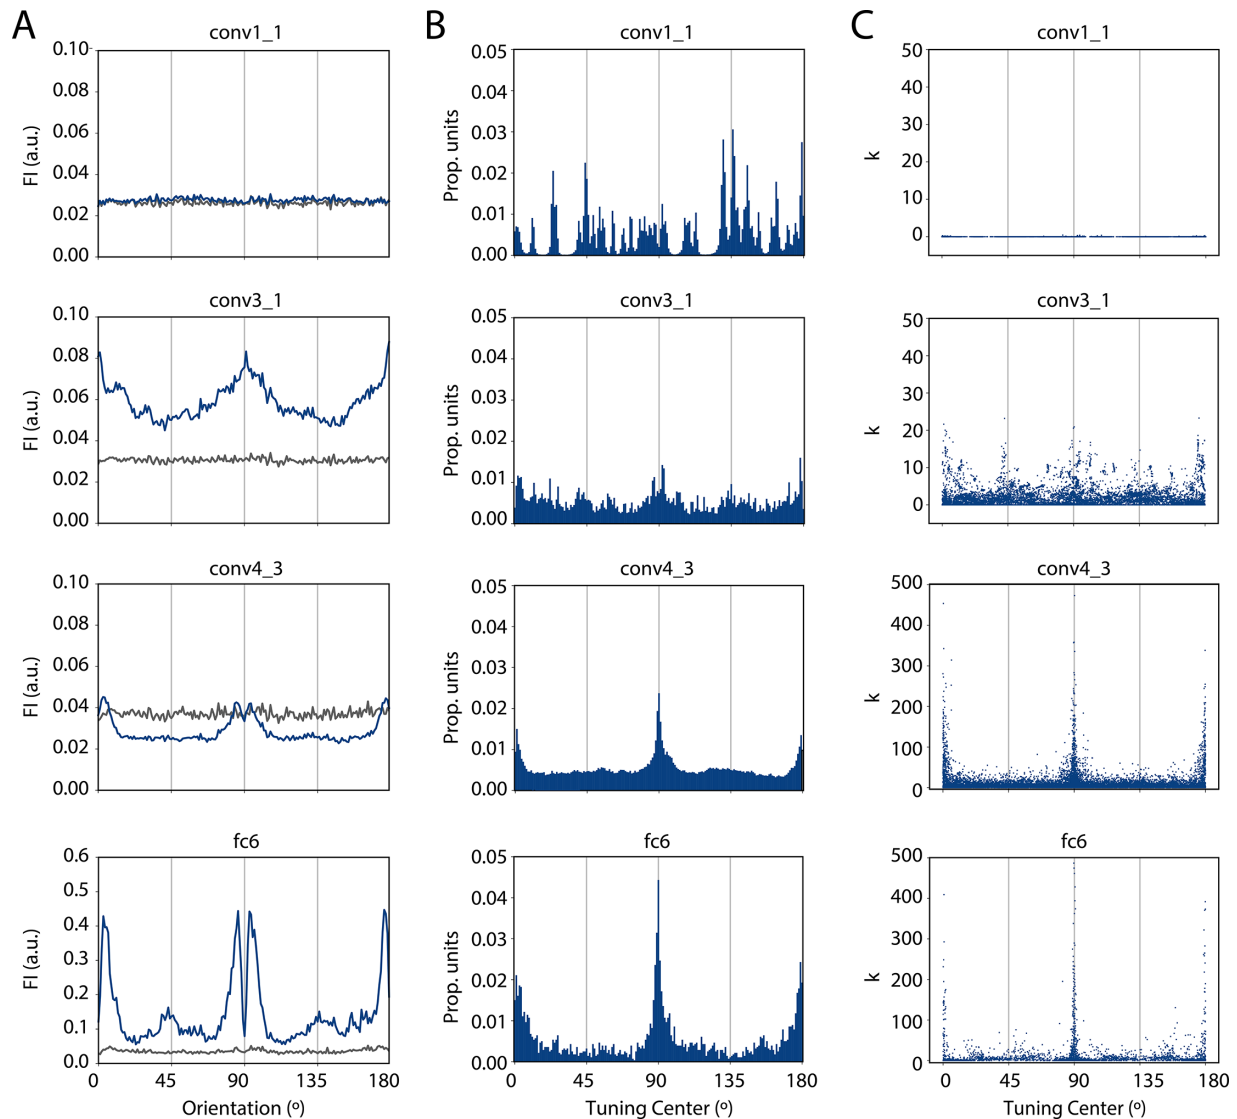 A
B
C
conv1_1
0.10
0.08
0.06
0.04
0.02
0.00
FI (a.u.)
conv1_1
0.05
0.04
0.03
0.02
0.01
0.00
Prop. units
conv1_1
50
40
30
20
10
0
k
conv3_1
0.10
0.08
0.06
0.04
0.02
0.00
FI (a.u.)
conv3_1
0.05
0.04
0.03
0.02
0.01
0.00
Prop. units
conv3_1
50
40
30
20
10
0
k
conv4_3
0.10
0.08
0.06
0.04
0.02
0.00
FI (a.u.)
conv4_3
0.05
0.04
0.03
0.02
0.01
0.00
Prop. units
conv4_3
500
400
300
200
100
0
k
fc6
0.6
0.5
0.4
0.3
0.2
0.1
0.0
FI (a.u.)
0 45 90 135 180
Orientation (º)
fc6
0.05
0.04
0.03
0.02
0.01
0.00
Prop. units
0 45 90 135 180
Tuning Center (º)
fc6
500
400
300
200
100
0
k
0 45 90 135 180
Tuning Center (º)